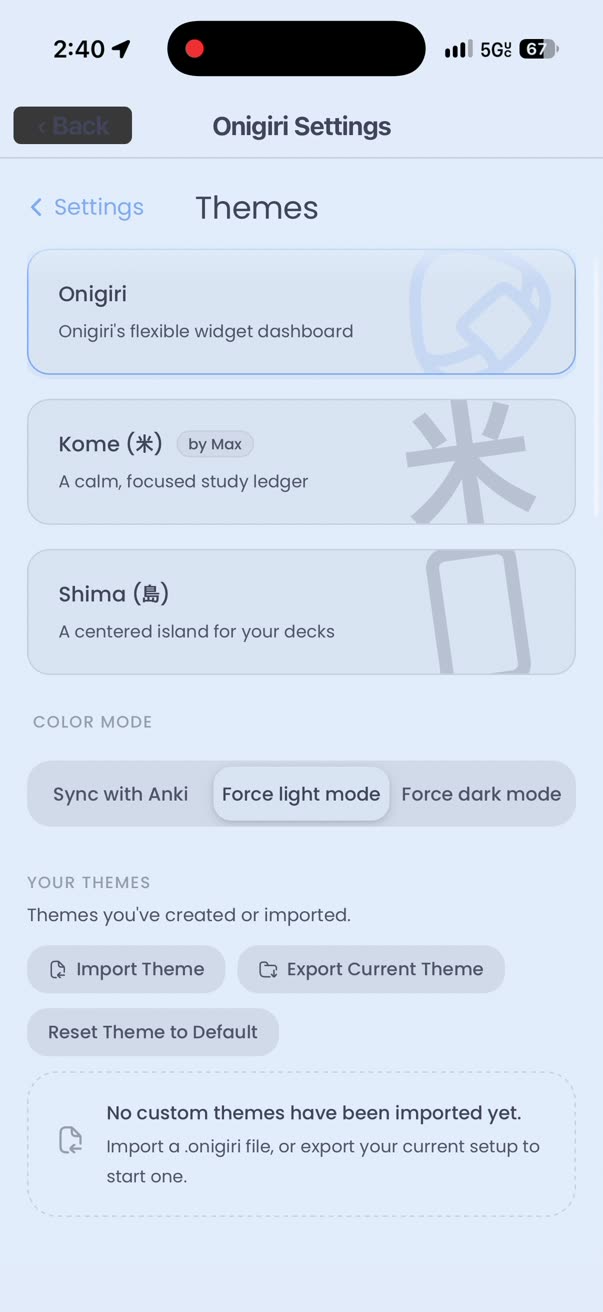 2:40
5GUC
67
‹ Back
Onigiri Settings
Settings
Themes
Onigiri
Onigiri's flexible widget dashboard
Kome (米)
by Max
A calm, focused study ledger
米
Shima (島)
A centered island for your decks
COLOR MODE
Sync with Anki
Force light mode
Force dark mode
YOUR THEMES
Themes you've created or imported.
Import Theme
Export Current Theme
Reset Theme to Default
No custom themes have been imported yet.
Import a .onigiri file, or export your current setup to
start one.